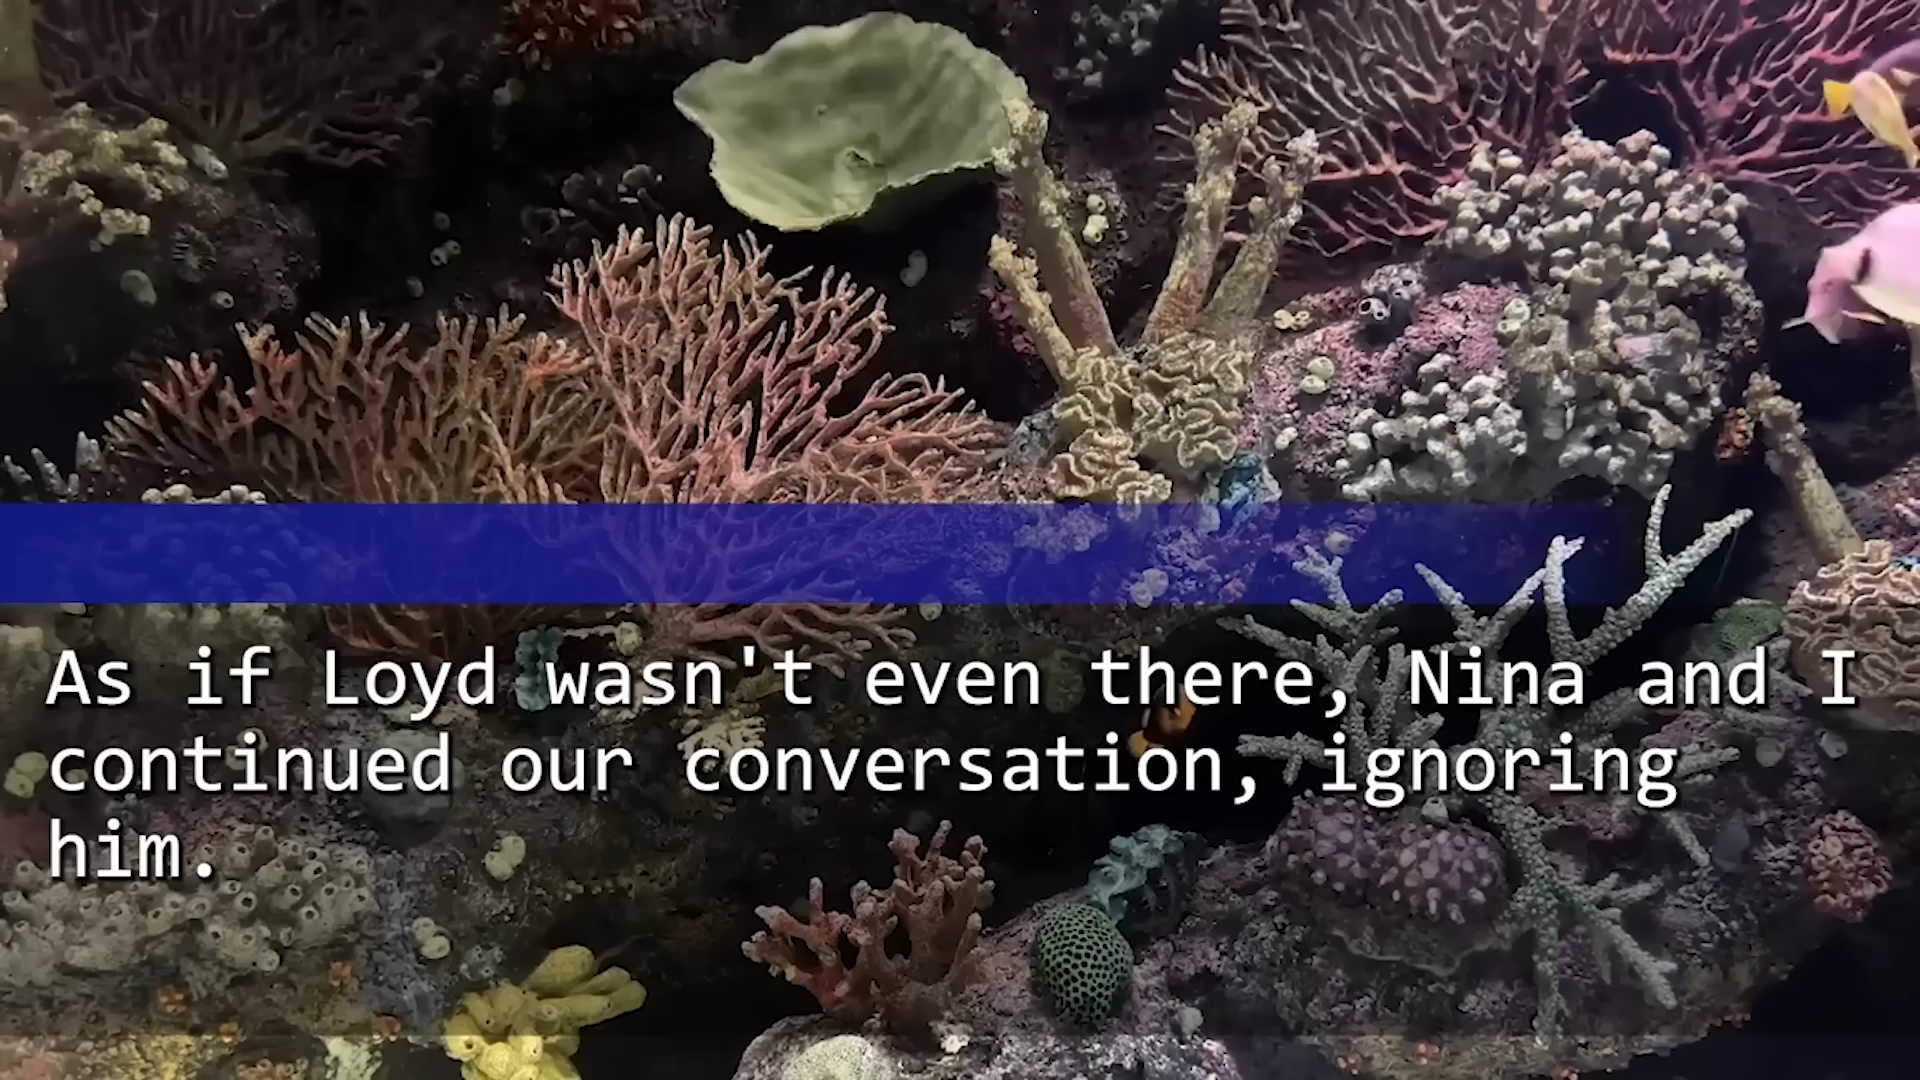 As if Loyd wasn't even there, Nina and I
continued our conversation, ignoring
him.